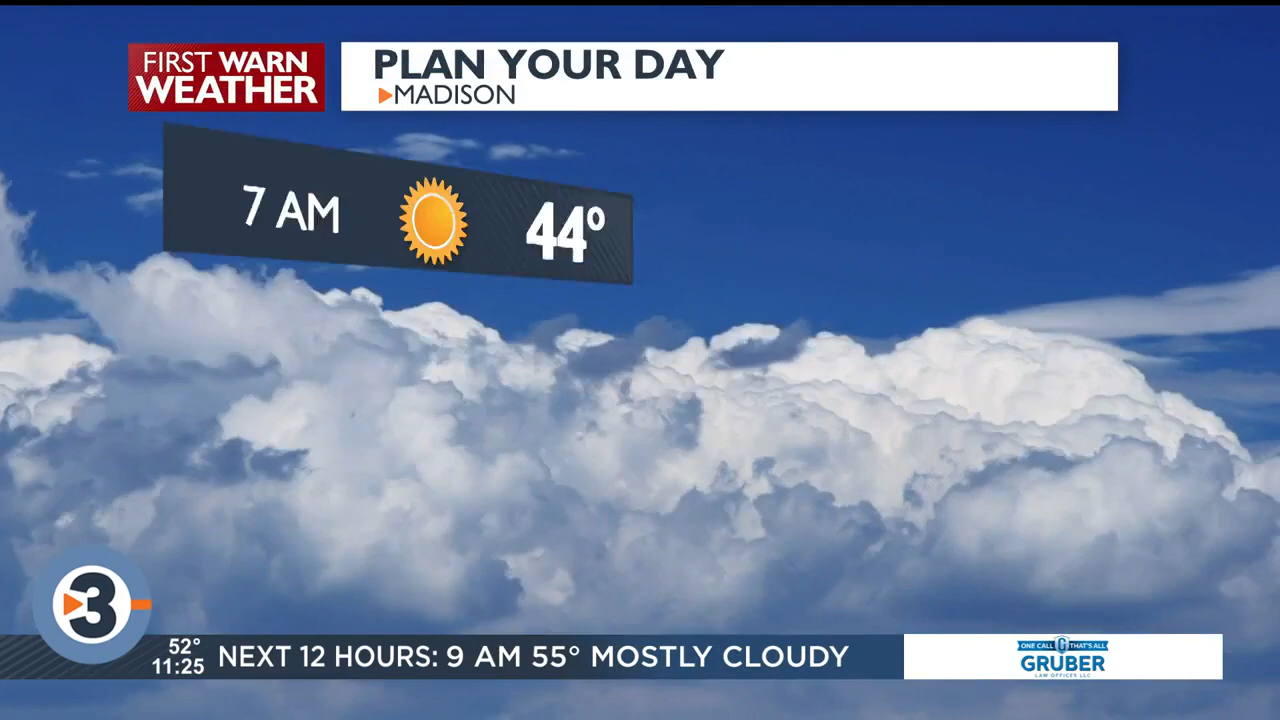 FIRST WARN
WEATHER
PLAN YOUR DAY
MADISON
7 AM 44°
3
52°
11:25
NEXT 12 HOURS: 9 AM 55° MOSTLY CLOUDY
ONE CALL G THAT'S ALL
GRUBER
LAW OFFICES LLC